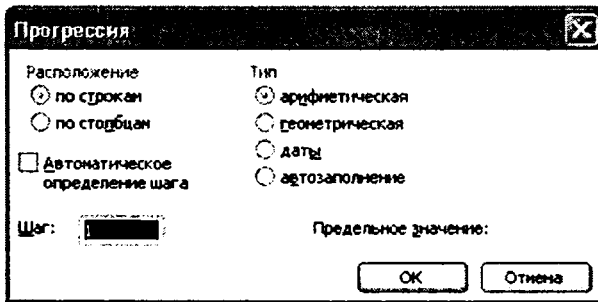 Прогрессия
Расположение
по строкам
по столбцам
Автоматическое
определение шага
Тип
арифметическая
геометрическая
даты
автозаполнение
Шаг: 1
Предельное значение:
OK
Отмена